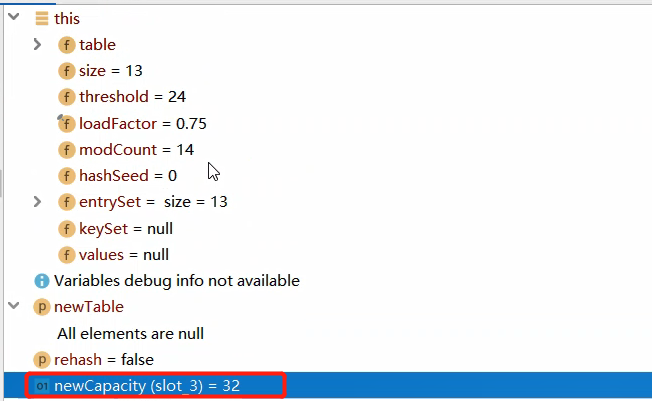 this
table
size = 13
threshold = 24
loadFactor = 0.75
modCount = 14
hashSeed = 0
entrySet = size = 13
keySet = null
values = null
Variables debug info not available
newTable
All elements are null
rehash = false
newCapacity (slot_3) = 32